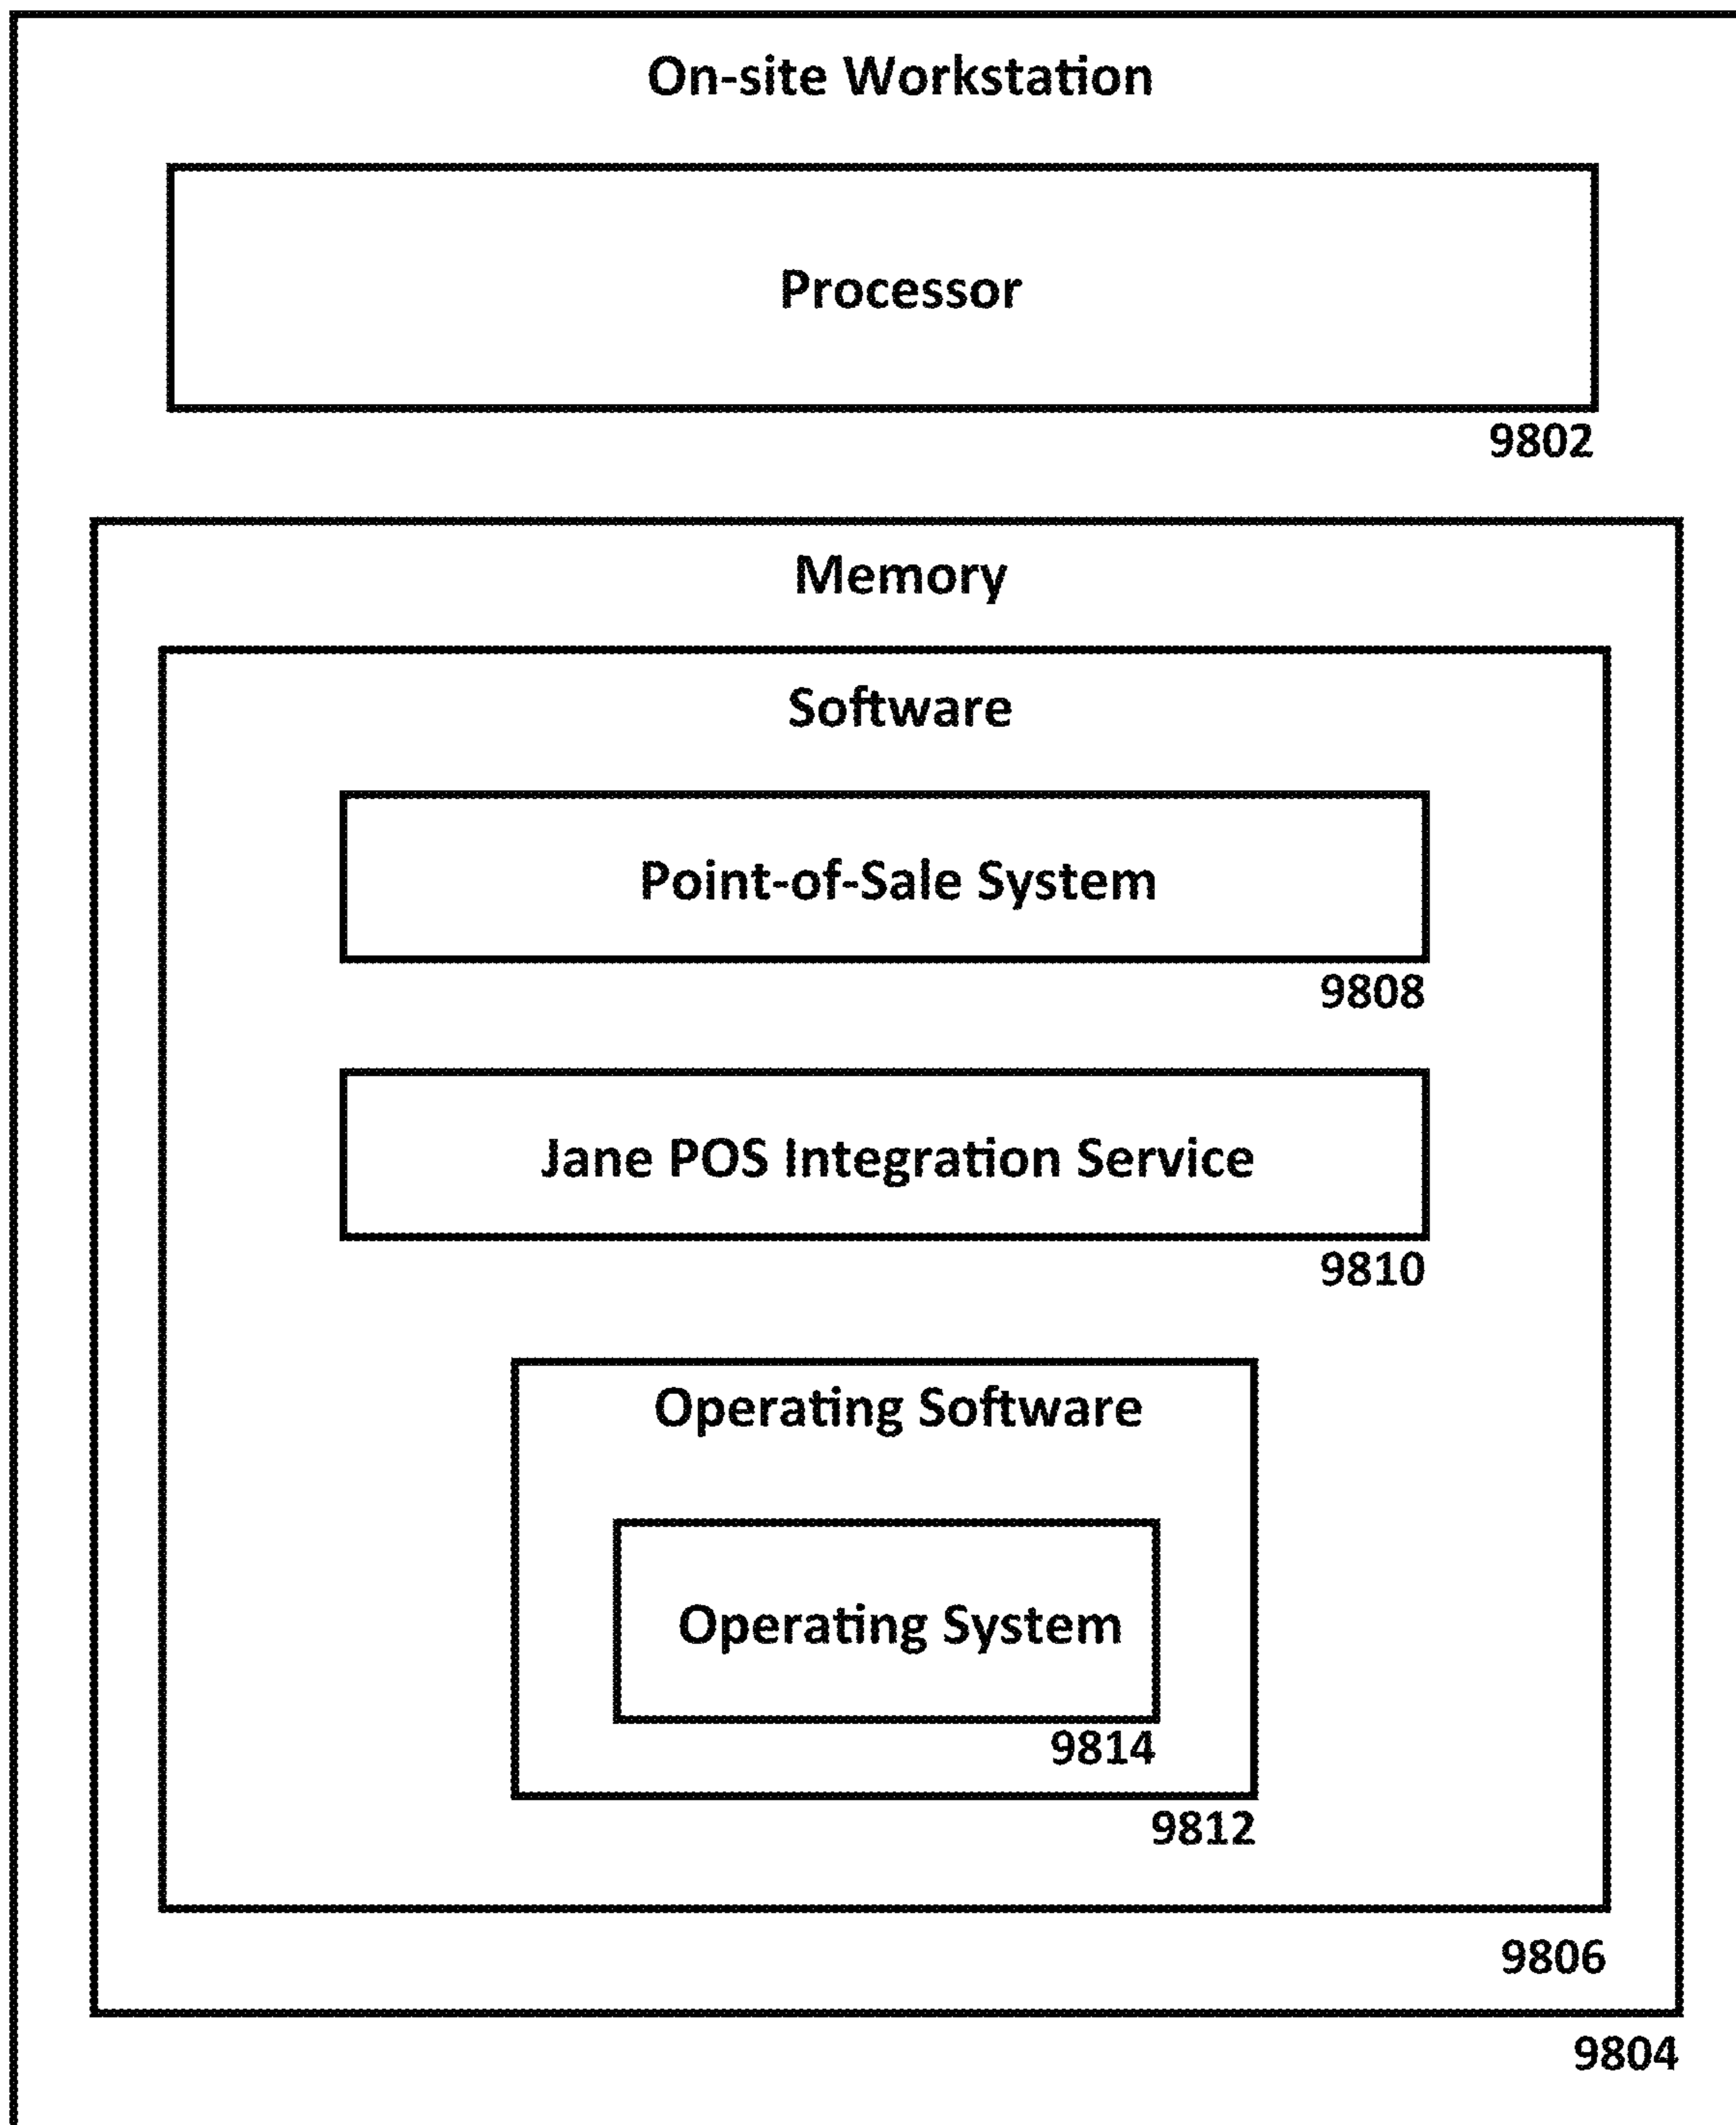 On-site Workstation
Processor
9802
Memory
Software
Point-of-Sale System
9808
Jane POS Integration Service
9810
Operating Software
Operating System
9814
9812
9806
9804